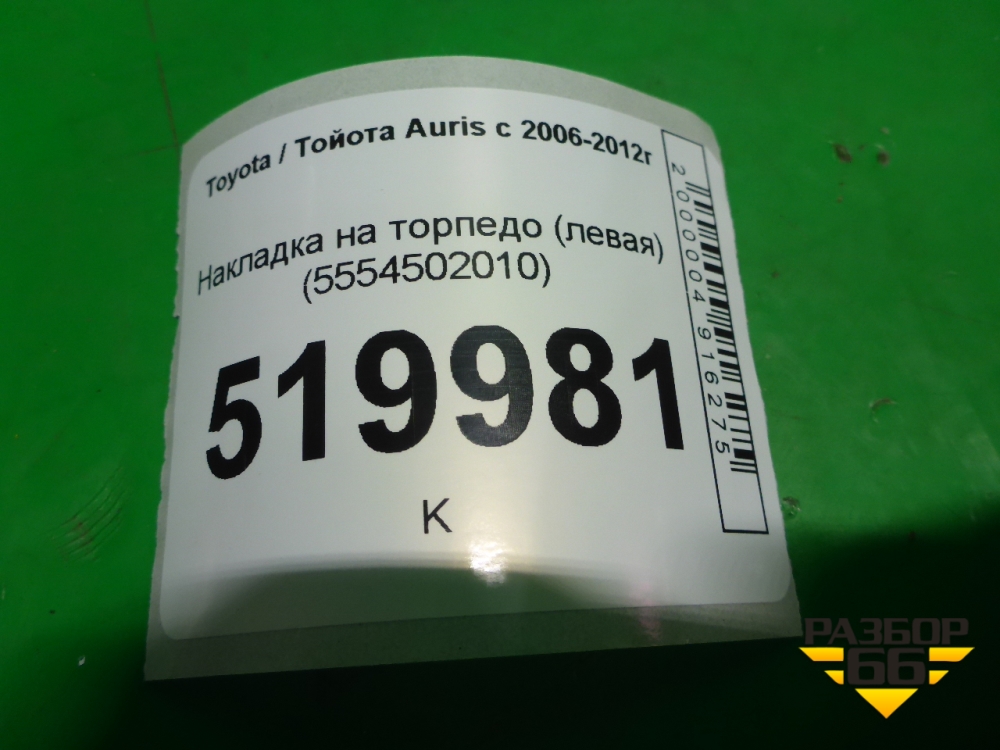 Toyota / Тойота Auris с 2006-2012г
Накладка на торпедо (левая)
(5554502010)
519981
К
2000004916275
РАЗБОР
66